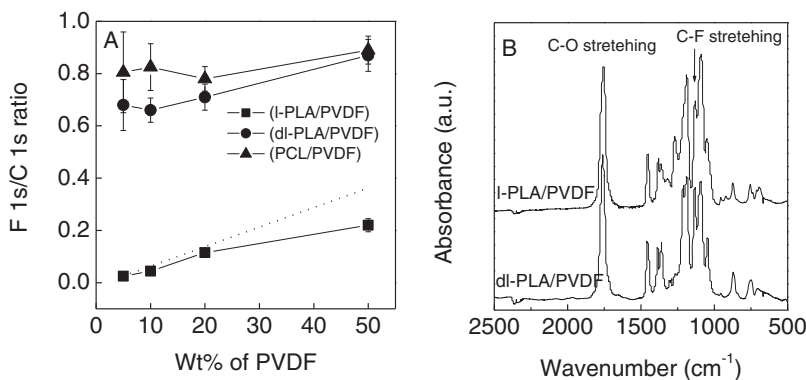 A
F 1s/C 1s ratio
1.0
0.8
0.6
0.4
0.2
0.0
(l-PLA/PVDF)
(dl-PLA/PVDF)
(PCL/PVDF)
0 10 20 30 40 50
Wt% of PVDF
B
C-O stretehing
C-F stretehing
Absorbance (a.u.)
l-PLA/PVDF
dl-PLA/PVDF
2500 2000 1500 1000 500
Wavenumber (cm⁻¹)